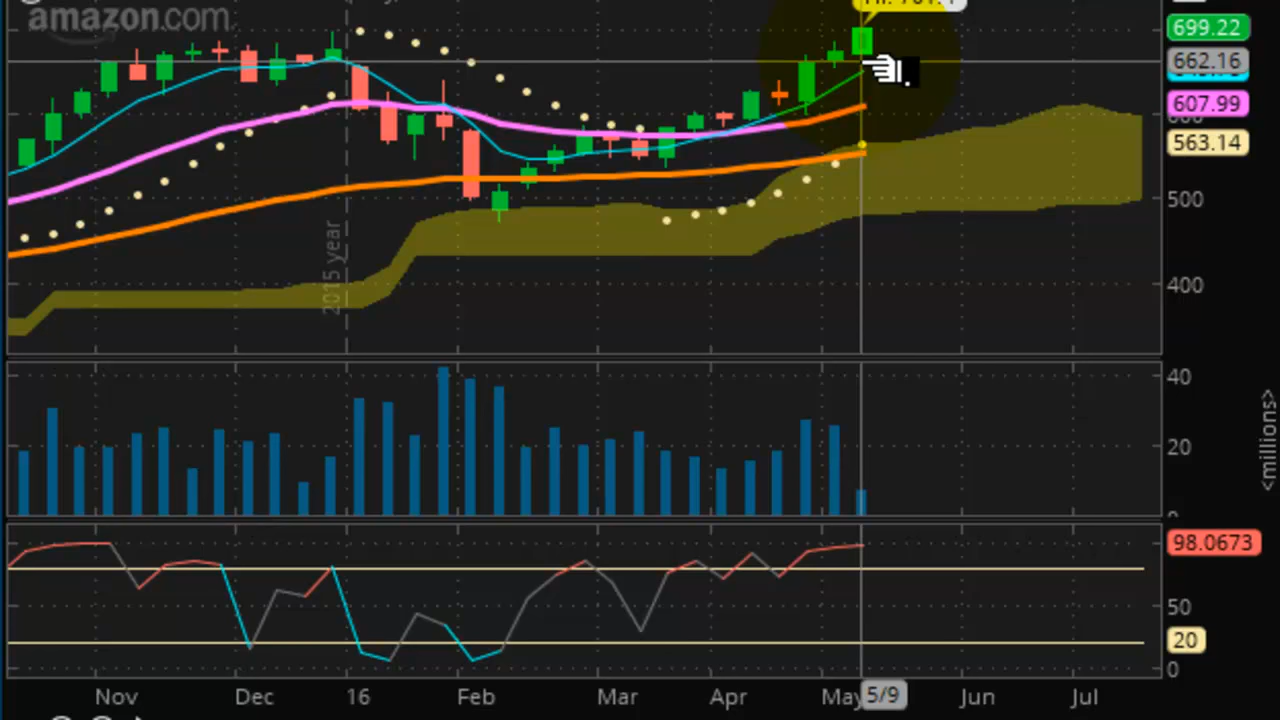 amazon.com
699.22
662.16
607.99
600
563.14
500
400
2015 year
40
20
0
<millions>
98.0673
50
20
0
Nov
Dec
16
Feb
Mar
Apr
May
5/9
Jun
Jul